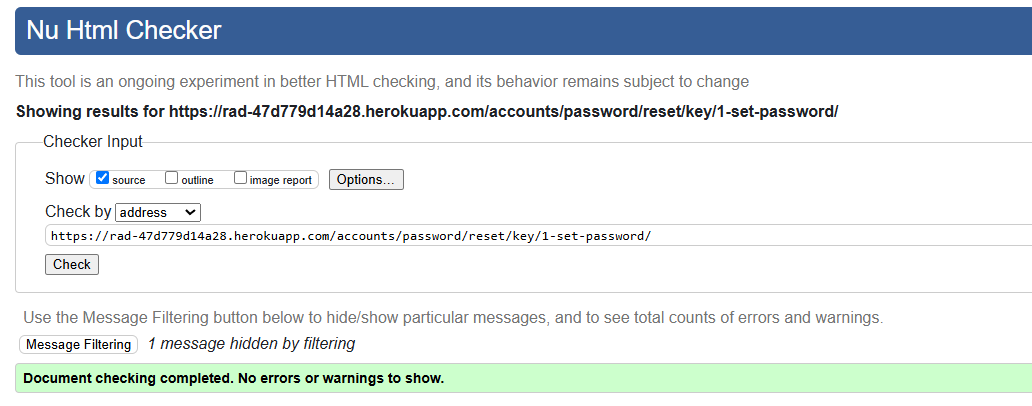 Nu Html Checker
This tool is an ongoing experiment in better HTML checking, and its behavior remains subject to change
Showing results for https://rad-47d779d14a28.herokuapp.com/accounts/password/reset/key/1-set-password/
Checker Input
Show source outline image report Options...
Check by address
https://rad-47d779d14a28.herokuapp.com/accounts/password/reset/key/1-set-password/
Check
Use the Message Filtering button below to hide/show particular messages, and to see total counts of errors and warnings.
Message Filtering 1 message hidden by filtering
Document checking completed. No errors or warnings to show.